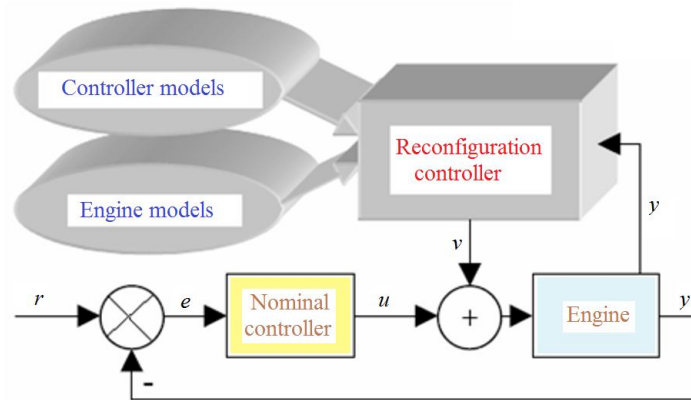 Controller models
Reconfiguration
controller
Engine models
v
y
r
e
Nominal
controller
u
+
Engine
y
-